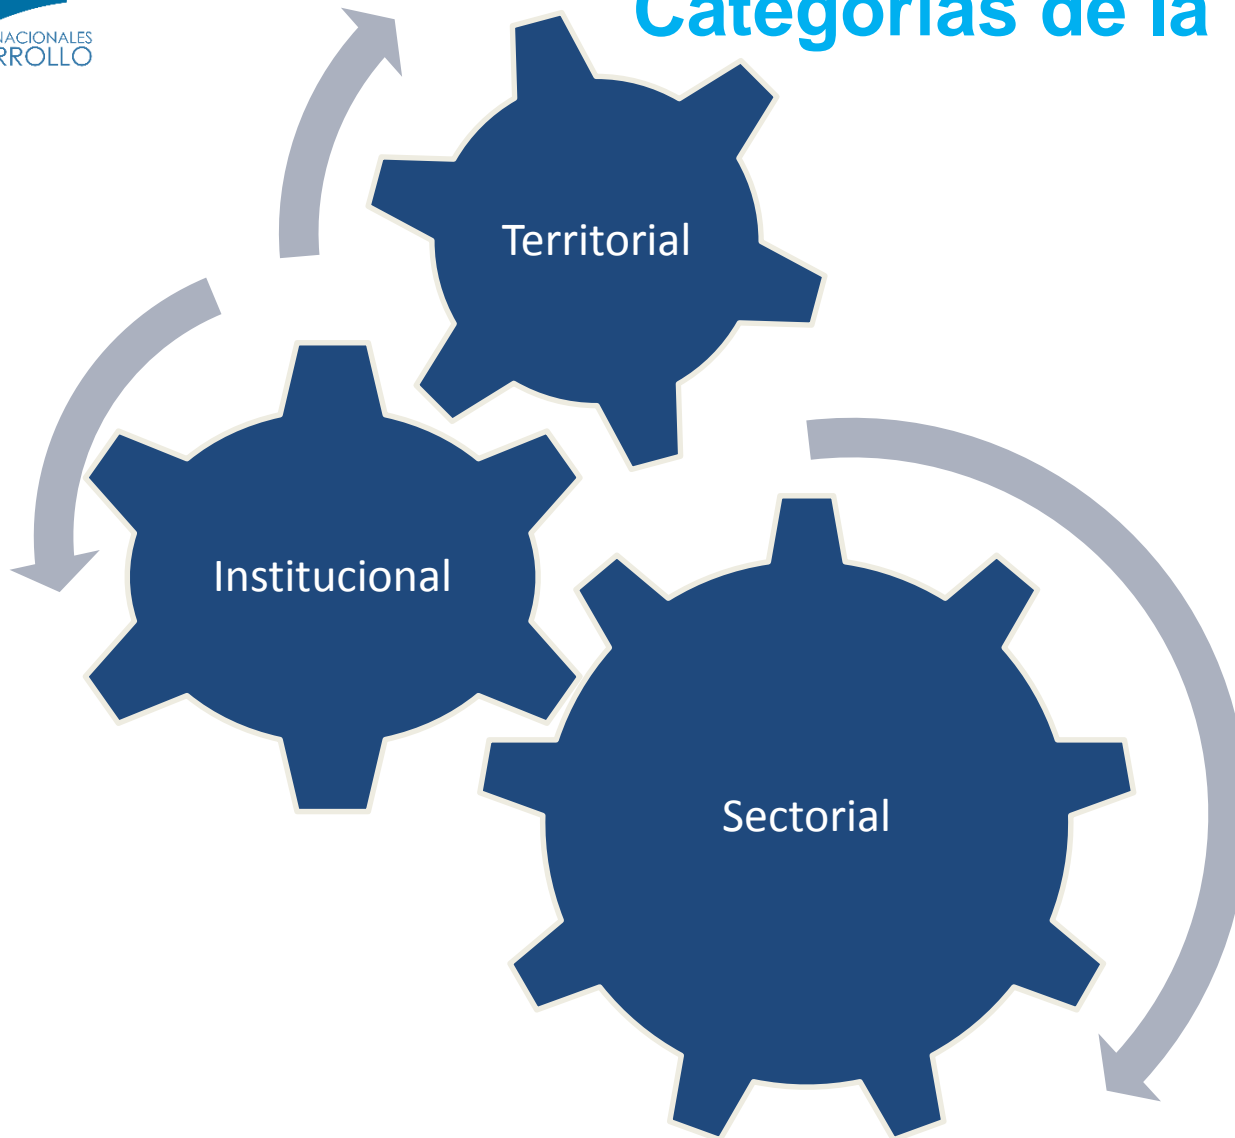 Categorías de la
NACIONALES
RROLLO
Territorial
Institucional
Sectorial